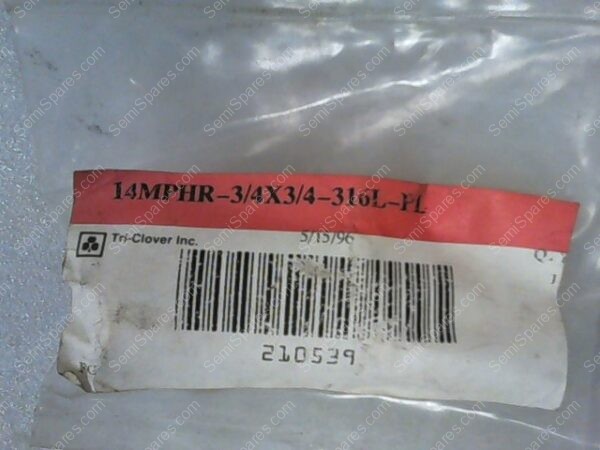 14MPHR-3/4X3/4-316L-PL
Tri-Clover Inc. 5/15/96
210539
SemiSpares.com